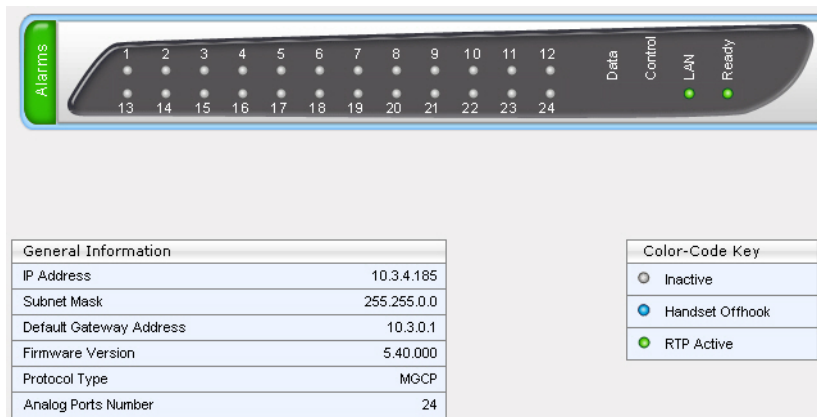 Alarms
1 2 3 4 5 6 7 8 9 10 11 12
13 14 15 16 17 18 19 20 21 22 23 24
Data
Control
LAN
Ready
General Information
IP Address 10.3.4.185
Subnet Mask 255.255.0.0
Default Gateway Address 10.3.0.1
Firmware Version 5.40.000
Protocol Type MGCP
Analog Ports Number 24
Color-Code Key
Inactive
Handset Offhook
RTP Active